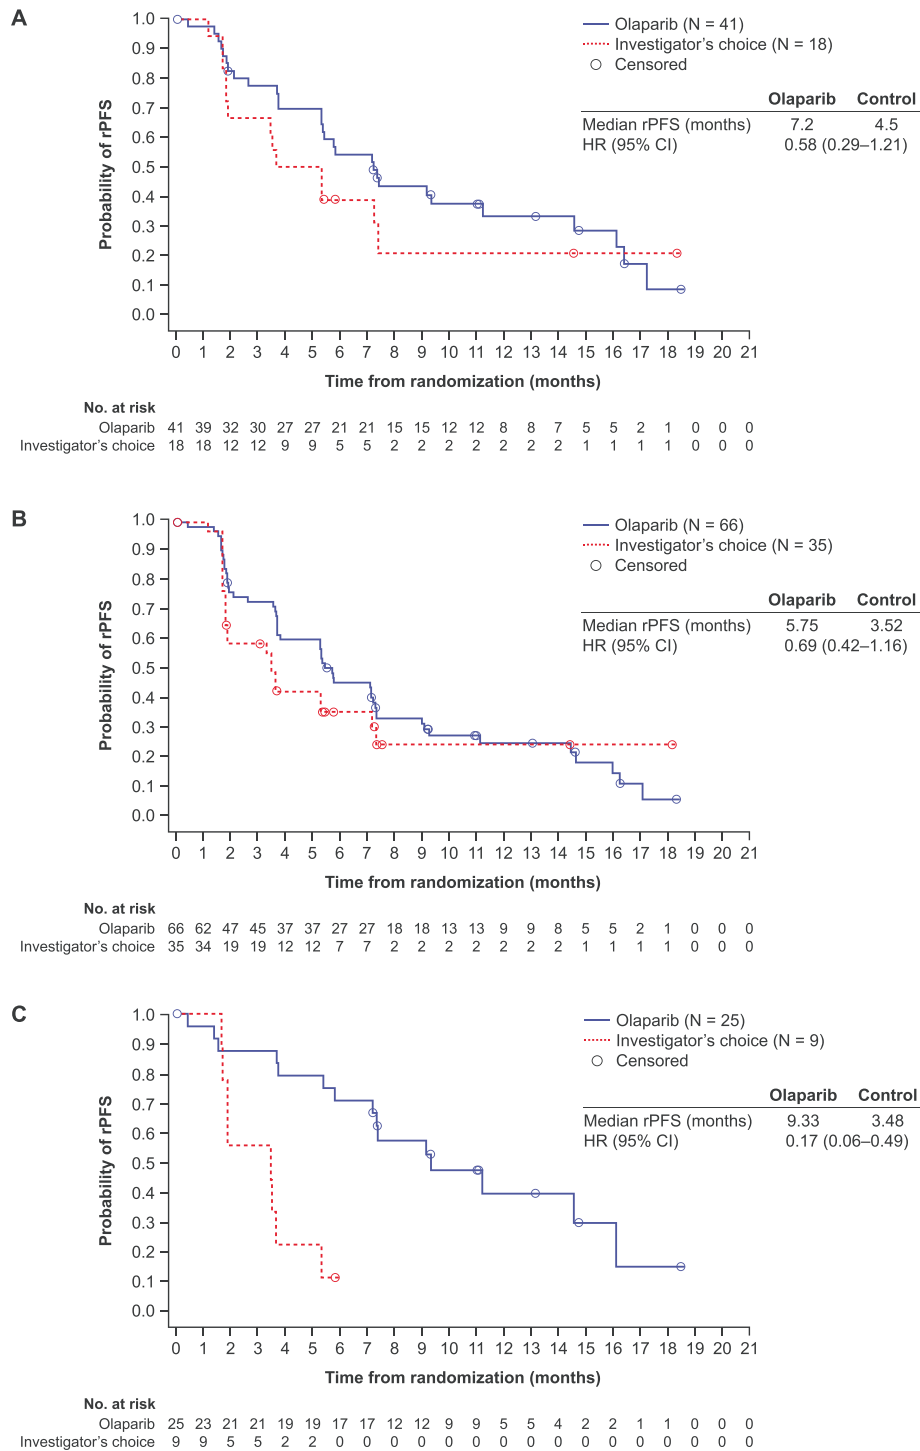 A
Olaparib (N = 41)
Investigator's choice (N = 18)
Censored
Olaparib Control
Median rPFS (months) 7.2 4.5
HR (95% CI) 0.58 (0.29–1.21)
Probability of rPFS
1.0
0.9
0.8
0.7
0.6
0.5
0.4
0.3
0.2
0.1
0.0
0 1 2 3 4 5 6 7 8 9 10 11 12 13 14 15 16 17 18 19 20 21
Time from randomization (months)
No. at risk
Olaparib 41 39 32 30 27 27 21 21 15 15 12 12 8 8 7 5 5 2 1 0 0 0
Investigator's choice 18 18 12 12 9 9 5 5 2 2 2 2 2 2 2 1 1 1 1 0 0 0
B
Olaparib (N = 66)
Investigator's choice (N = 35)
Censored
Olaparib Control
Median rPFS (months) 5.75 3.52
HR (95% CI) 0.69 (0.42–1.16)
Probability of rPFS
1.0
0.9
0.8
0.7
0.6
0.5
0.4
0.3
0.2
0.1
0.0
0 1 2 3 4 5 6 7 8 9 10 11 12 13 14 15 16 17 18 19 20 21
Time from randomization (months)
No. at risk
Olaparib 66 62 47 45 37 37 27 27 18 18 13 13 9 9 8 5 5 2 1 0 0 0
Investigator's choice 35 34 19 19 12 12 7 7 2 2 2 2 2 2 2 1 1 1 1 0 0 0
C
Olaparib (N = 25)
Investigator's choice (N = 9)
Censored
Olaparib Control
Median rPFS (months) 9.33 3.48
HR (95% CI) 0.17 (0.06–0.49)
Probability of rPFS
1.0
0.9
0.8
0.7
0.6
0.5
0.4
0.3
0.2
0.1
0.0
0 1 2 3 4 5 6 7 8 9 10 11 12 13 14 15 16 17 18 19 20 21
Time from randomization (months)
No. at risk
Olaparib 25 23 21 21 19 19 17 17 12 12 9 9 5 5 4 2 2 1 1 0 0 0
Investigator's choice 9 9 5 5 2 2 0 0 0 0 0 0 0 0 0 0 0 0 0 0 0 0